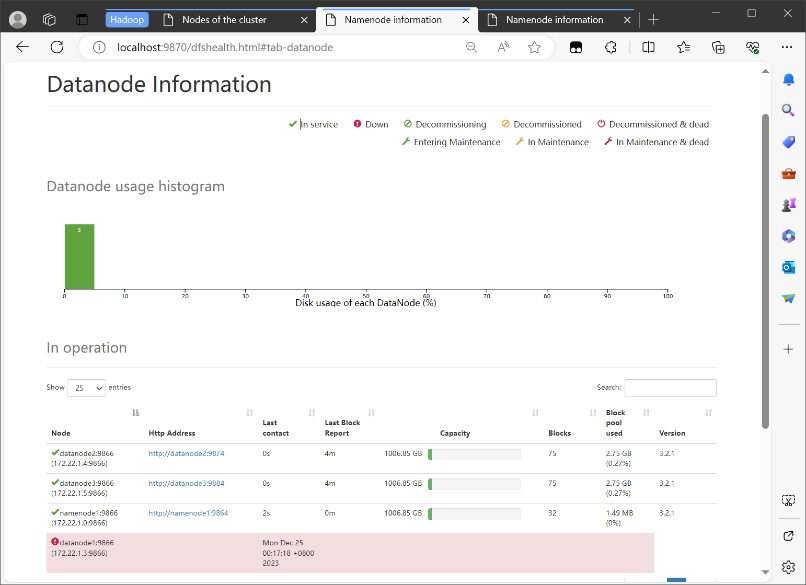 Hadoop
Nodes of the cluster
Namenode information
Namenode information
localhost:9870/dfshealth.html#tab-datanode
Datanode Information
In service Down Decommissioning Decommissioned Decommissioned & dead
Entering Maintenance In Maintenance In Maintenance & dead
Datanode usage histogram
3
0 10 20 30 40 50 60 70 80 90 100
Disk usage of each DataNode (%)
In operation
Show 25 entries Search:
Node Http Address Last contact Last Block Report Capacity Blocks Block pool used Version
datanode2:9866 http://datanode2:9874 0s 4m 1006.85 GB 75 2.75 GB 3.2.1
(172.22.1.4:9866) (0.27%)
datanode3:9866 http://datanode3:9884 0s 4m 1006.85 GB 75 2.75 GB 3.2.1
(172.22.1.5:9866) (0.27%)
namenode1:9866 http://namenode1:9864 2s 0m 1006.85 GB 32 1.49 MB 3.2.1
(172.22.1.0:9866) (0%)
datanode1:9866 Mon Dec 25
(172.22.1.3:9866) 00:17:18 +0800
2023